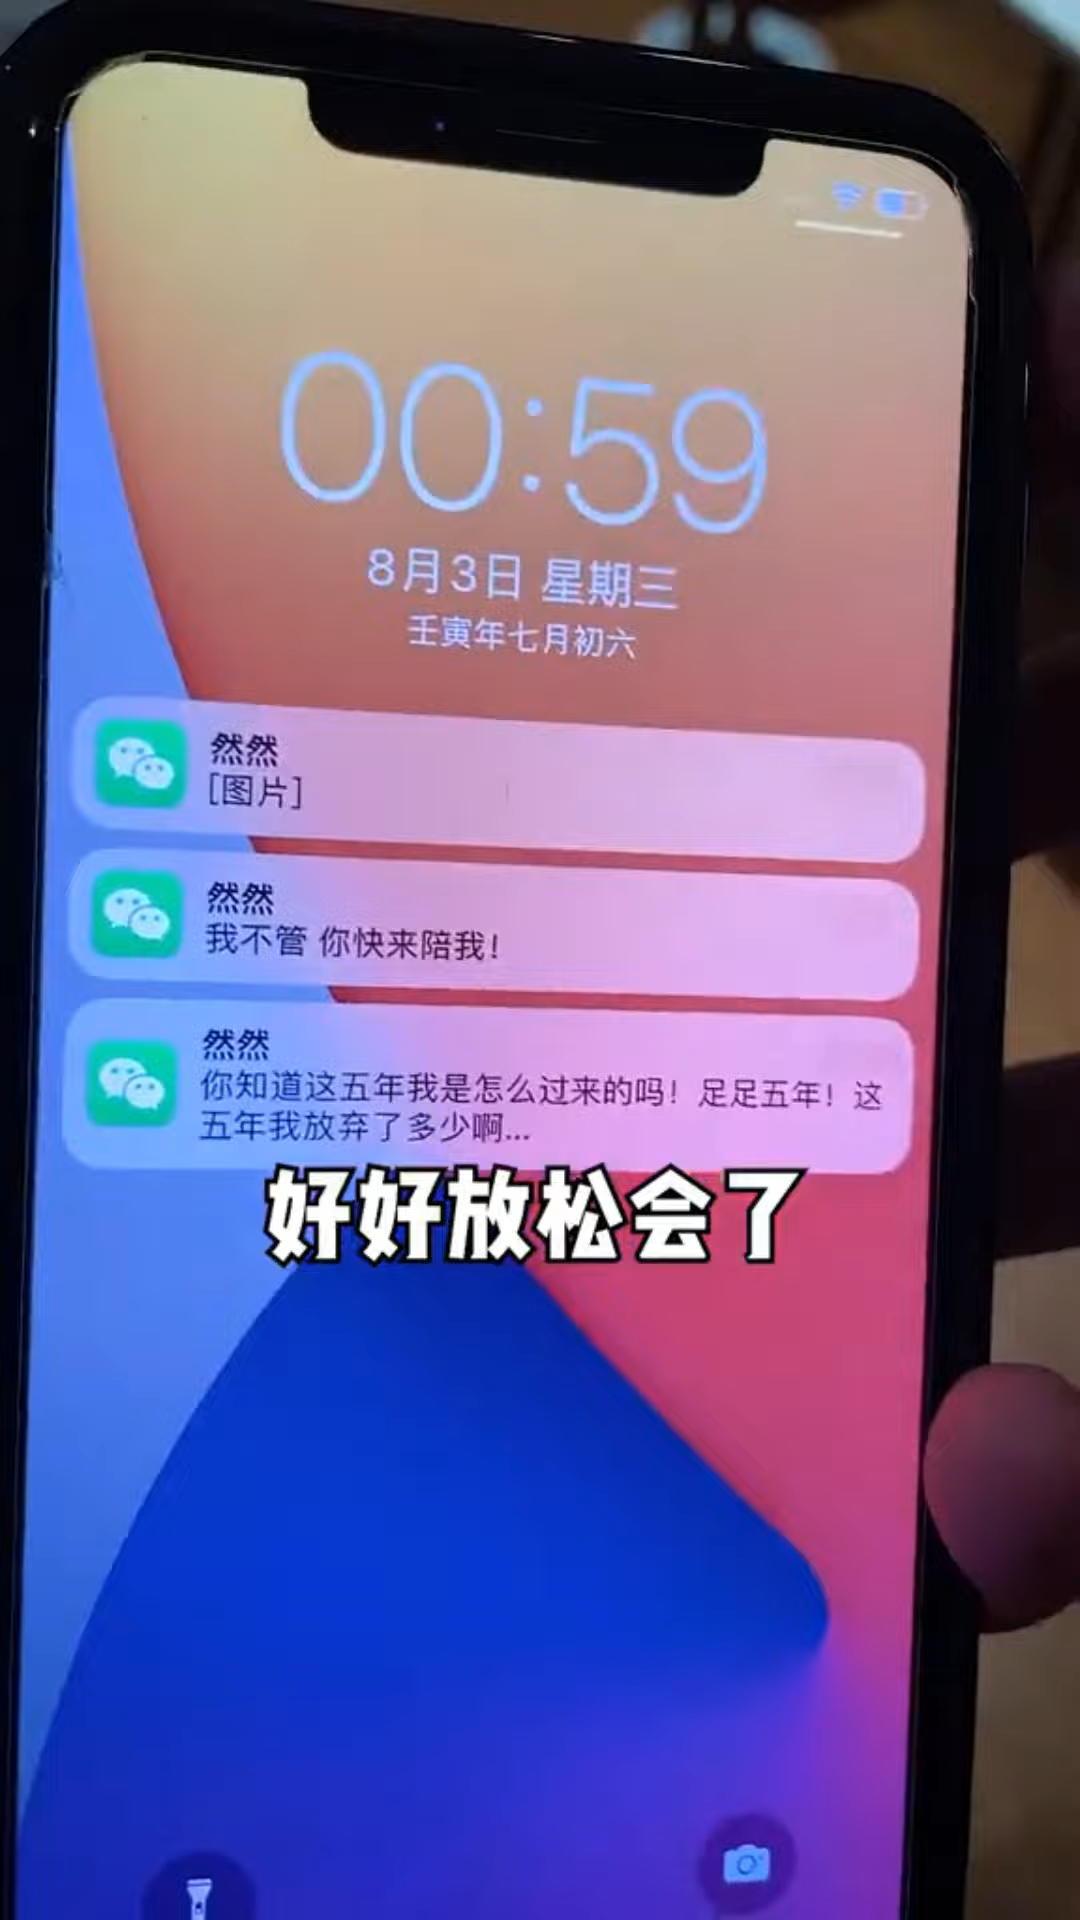 00:59
8月3日 星期三
壬寅年七月初六
然然
[图片]
然然
我不管 你快来陪我！
然然
你知道这五年我是怎么过来的吗！足足五年！这
五年我放弃了多少啊...
好好放松会了